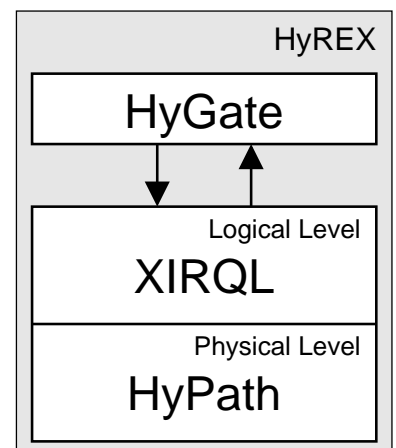 HyREX
HyGate
Logical Level
XIRQL
Physical Level
HyPath